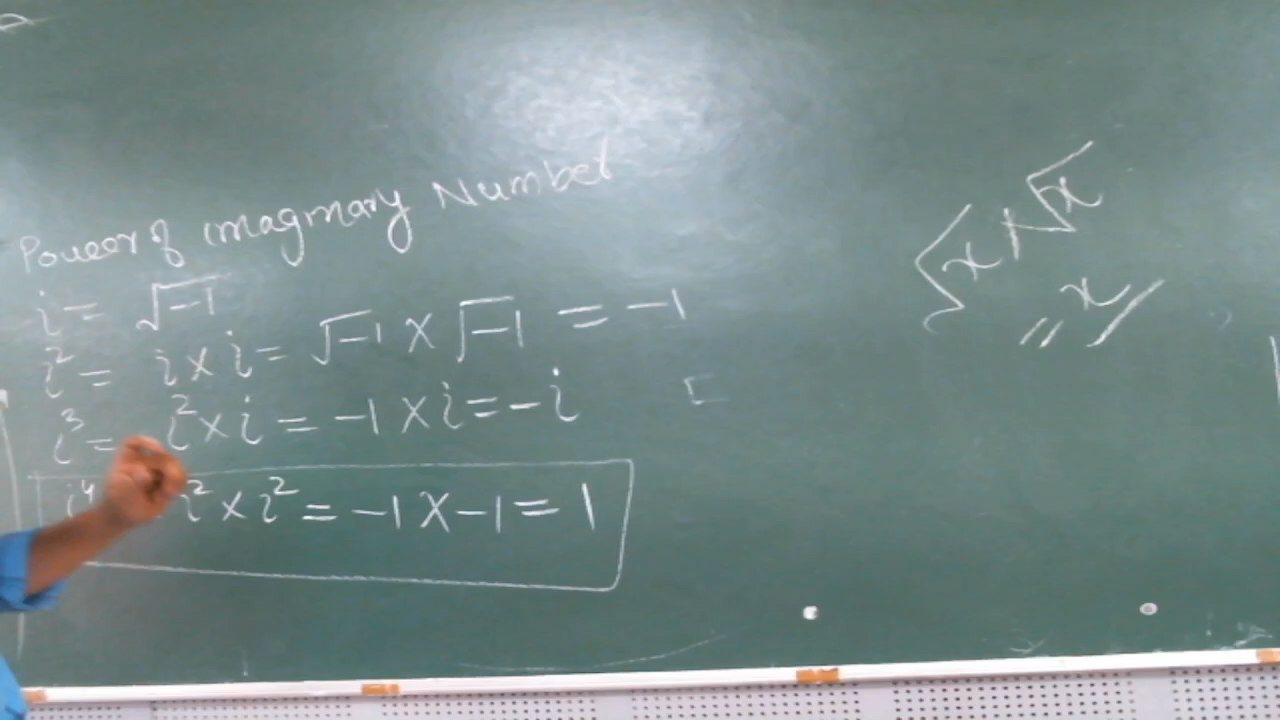 Power of imaginary Number
i = √-1
i² = i × i = √-1 × √-1 = -1
i³ = i² × i = -1 × i = -i
i⁴ i² × i² = -1 × -1 = 1
√x × √x
= x